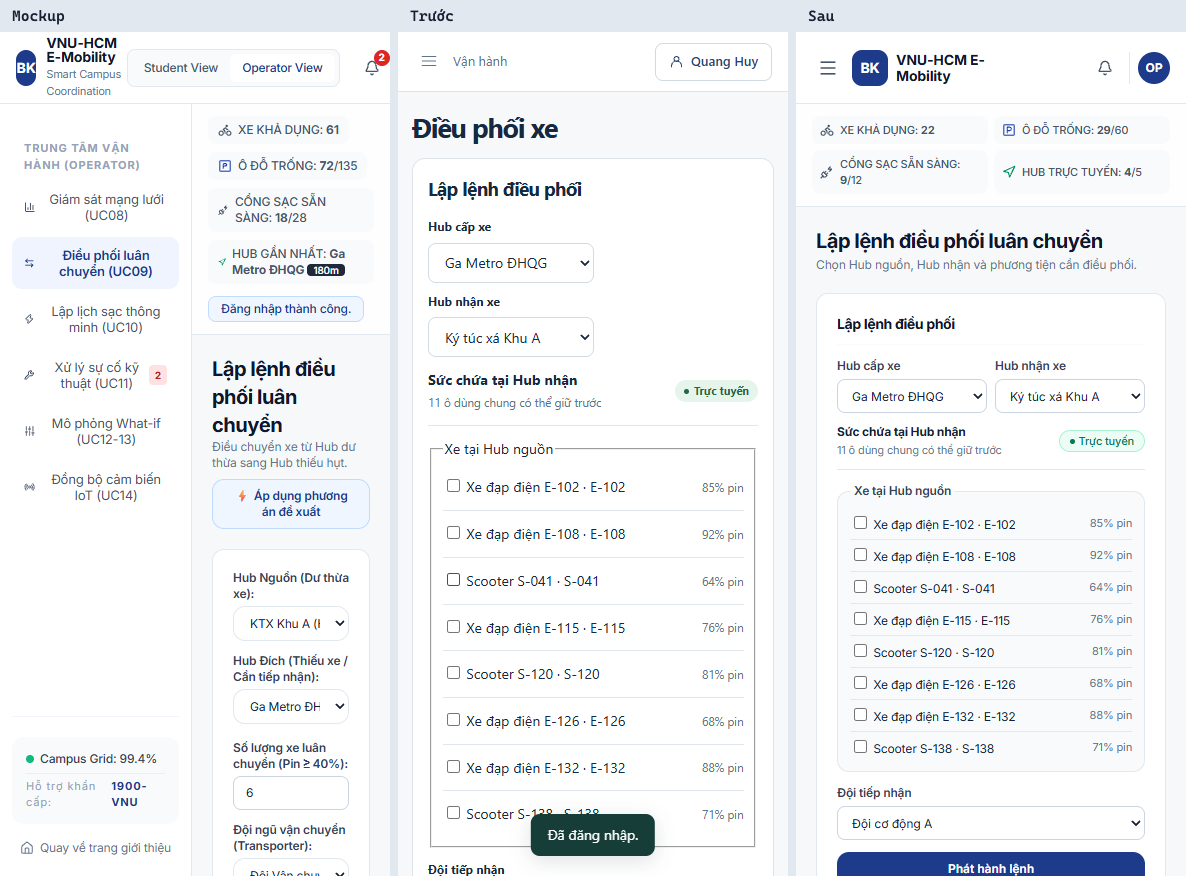 Mockup
BK
VNU-HCM
E-Mobility
Smart Campus
Coordination
Student View
Operator View
2
TRUNG TÂM VẬN
HÀNH (OPERATOR)
Giám sát mạng lưới
(UC08)
Điều phối luân
chuyển (UC09)
Lập lịch sạc thông
minh (UC10)
Xử lý sự cố kỹ
thuật (UC11)
2
Mô phỏng What-if
(UC12-13)
Đồng bộ cảm biến
IoT (UC14)
Campus Grid: 99.4%
Hỗ trợ khẩn
cấp:
1900-
VNU
Quay về trang giới thiệu
XE KHẢ DỤNG: 61
Ô ĐỖ TRỐNG: 72/135
CỔNG SẠC SẴN
SÀNG: 18/28
HUB GẦN NHẤT: Ga
Metro ĐHQG 180m
Đăng nhập thành công.
Lập lệnh điều
phối luân
chuyển
Điều chuyển xe từ Hub dư
thừa sang Hub thiếu hụt.
Áp dụng phương
án đề xuất
Hub Nguồn (Dư thừa
xe):
KTX Khu A (
Hub Đích (Thiếu xe /
Cần tiếp nhận):
Ga Metro ĐH
Số lượng xe luân
chuyển (Pin ≥ 40%):
6
Đội ngũ vận chuyển
(Transporter):
Đội Vận chu
Trước
Vận hành
Quang Huy
Điều phối xe
Lập lệnh điều phối
Hub cấp xe
Ga Metro ĐHQG
Hub nhận xe
Ký túc xá Khu A
Sức chứa tại Hub nhận
11 ô dùng chung có thể giữ trước
Trực tuyến
Xe tại Hub nguồn
Xe đạp điện E-102 · E-102 85% pin
Xe đạp điện E-108 · E-108 92% pin
Scooter S-041 · S-041 64% pin
Xe đạp điện E-115 · E-115 76% pin
Scooter S-120 · S-120 81% pin
Xe đạp điện E-126 · E-126 68% pin
Xe đạp điện E-132 · E-132 88% pin
Scooter S-138 · S-138 71% pin
Đã đăng nhập.
Đội tiếp nhận
Sau
BK
VNU-HCM E-
Mobility
OP
XE KHẢ DỤNG: 22
Ô ĐỖ TRỐNG: 29/60
CỔNG SẠC SẴN SÀNG:
9/12
HUB TRỰC TUYẾN: 4/5
Lập lệnh điều phối luân chuyển
Chọn Hub nguồn, Hub nhận và phương tiện cần điều phối.
Lập lệnh điều phối
Hub cấp xe
Ga Metro ĐHQG
Hub nhận xe
Ký túc xá Khu A
Sức chứa tại Hub nhận
11 ô dùng chung có thể giữ trước
Trực tuyến
Xe tại Hub nguồn
Xe đạp điện E-102 · E-102 85% pin
Xe đạp điện E-108 · E-108 92% pin
Scooter S-041 · S-041 64% pin
Xe đạp điện E-115 · E-115 76% pin
Scooter S-120 · S-120 81% pin
Xe đạp điện E-126 · E-126 68% pin
Xe đạp điện E-132 · E-132 88% pin
Scooter S-138 · S-138 71% pin
Đội tiếp nhận
Đội cơ động A
Phát hành lệnh